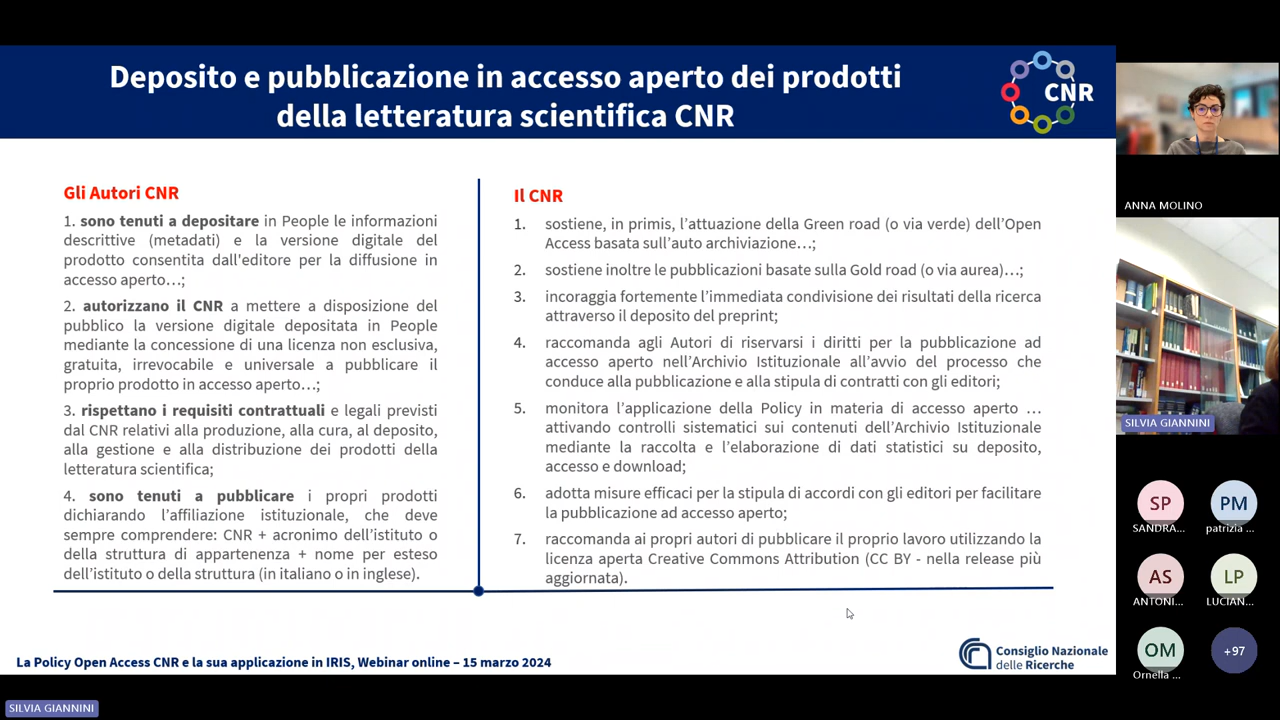 Deposito e pubblicazione in accesso aperto dei prodotti
della letteratura scientifica CNR
CNR
Gli Autori CNR
1. sono tenuti a depositare in People le informazioni
descrittive (metadati) e la versione digitale del
prodotto consentita dall'editore per la diffusione in
accesso aperto…;
2. autorizzano il CNR a mettere a disposizione del
pubblico la versione digitale depositata in People
mediante la concessione di una licenza non esclusiva,
gratuita, irrevocabile e universale a pubblicare il
proprio prodotto in accesso aperto…;
3. rispettano i requisiti contrattuali e legali previsti
dal CNR relativi alla produzione, alla cura, al deposito,
alla gestione e alla distribuzione dei prodotti della
letteratura scientifica;
4. sono tenuti a pubblicare i propri prodotti
dichiarando l’affiliazione istituzionale, che deve
sempre comprendere: CNR + acronimo dell’istituto o
della struttura di appartenenza + nome per esteso
dell’istituto o della struttura (in italiano o in inglese).
Il CNR
1. sostiene, in primis, l’attuazione della Green road (o via verde) dell’Open
Access basata sull’auto archiviazione…;
2. sostiene inoltre le pubblicazioni basate sulla Gold road (o via aurea)…;
3. incoraggia fortemente l’immediata condivisione dei risultati della ricerca
attraverso il deposito del preprint;
4. raccomanda agli Autori di riservarsi i diritti per la pubblicazione ad
accesso aperto nell’Archivio Istituzionale all’avvio del processo che
conduce alla pubblicazione e alla stipula di contratti con gli editori;
5. monitora l’applicazione della Policy in materia di accesso aperto …
attivando controlli sistematici sui contenuti dell’Archivio Istituzionale
mediante la raccolta e l’elaborazione di dati statistici su deposito,
accesso e download;
6. adotta misure efficaci per la stipula di accordi con gli editori per facilitare
la pubblicazione ad accesso aperto;
7. raccomanda ai propri autori di pubblicare il proprio lavoro utilizzando la
licenza aperta Creative Commons Attribution (CC BY - nella release più
aggiornata).
La Policy Open Access CNR e la sua applicazione in IRIS, Webinar online – 15 marzo 2024
Consiglio Nazionale
delle Ricerche
SILVIA GIANNINI
ANNA MOLINO
SILVIA GIANNINI
SP
PM
SANDRA...
patrizia ...
AS
LP
ANTONI...
LUCIAN...
OM
+97
Ornella ...